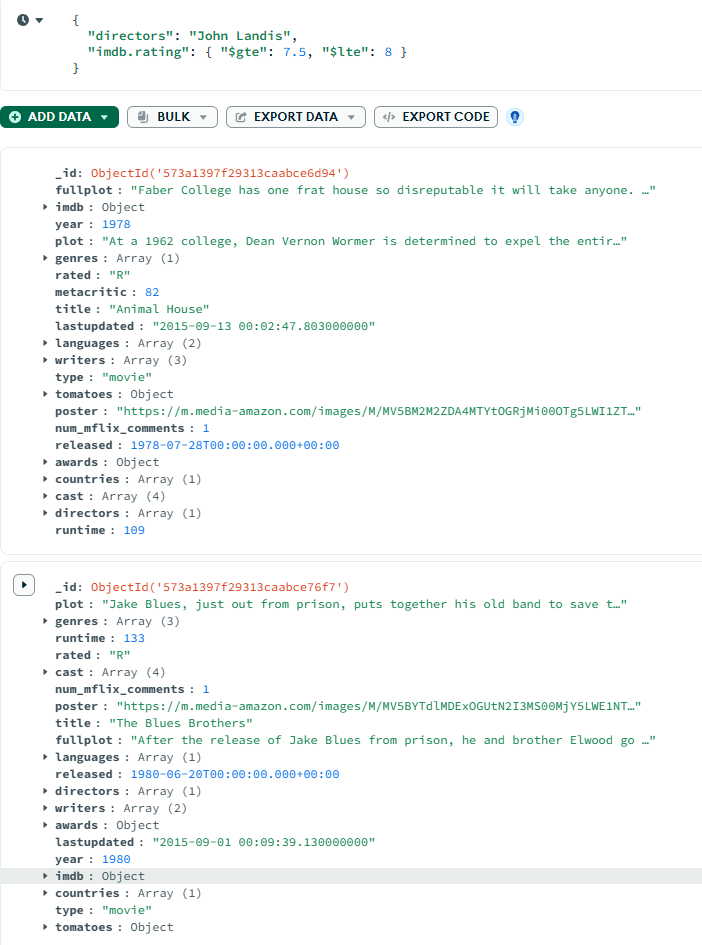 {
"directors": "John Landis",
"imdb.rating": { "$gte": 7.5, "$lte": 8 }
}
ADD DATA BULK EXPORT DATA EXPORT CODE
_id: ObjectId('573a1397f29313caabce6d94')
fullplot : "Faber College has one frat house so disreputable it will take anyone. …"
imdb : Object
year : 1978
plot : "At a 1962 college, Dean Vernon Wormer is determined to expel the entir…"
genres : Array (1)
rated : "R"
metacritic : 82
title : "Animal House"
lastupdated : "2015-09-13 00:02:47.803000000"
languages : Array (2)
writers : Array (3)
type : "movie"
tomatoes : Object
poster : "https://m.media-amazon.com/images/M/MV5BM2M2ZDA4MTYtOGRjMi00OTg5LWI1ZT…"
num_mflix_comments : 1
released : 1978-07-28T00:00:00.000+00:00
awards : Object
countries : Array (1)
cast : Array (4)
directors : Array (1)
runtime : 109
_id: ObjectId('573a1397f29313caabce76f7')
plot : "Jake Blues, just out from prison, puts together his old band to save t…"
genres : Array (3)
runtime : 133
rated : "R"
cast : Array (4)
num_mflix_comments : 1
poster : "https://m.media-amazon.com/images/M/MV5BYTdlMDExOGUtN2I3MS00MjY5LWE1NT…"
title : "The Blues Brothers"
fullplot : "After the release of Jake Blues from prison, he and brother Elwood go …"
languages : Array (1)
released : 1980-06-20T00:00:00.000+00:00
directors : Array (1)
writers : Array (2)
awards : Object
lastupdated : "2015-09-01 00:09:39.130000000"
year : 1980
imdb : Object
countries : Array (1)
type : "movie"
tomatoes : Object